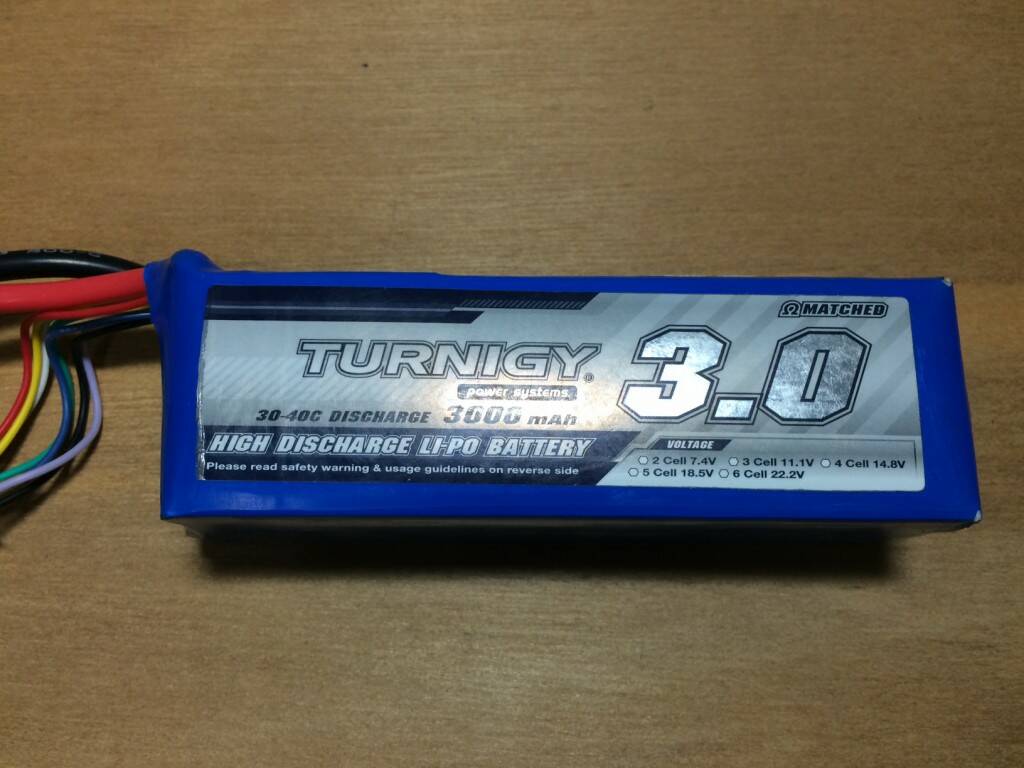 ΩMATCHED
TURNIGY®
3.0
power systems
30-40C DISCHARGE 3000 mAh
HIGH DISCHARGE LI-PO BATTERY
Please read safety warning & usage guidelines on reverse side
VOLTAGE
2 Cell 7.4V 3 Cell 11.1V 4 Cell 14.8V
5 Cell 18.5V 6 Cell 22.2V